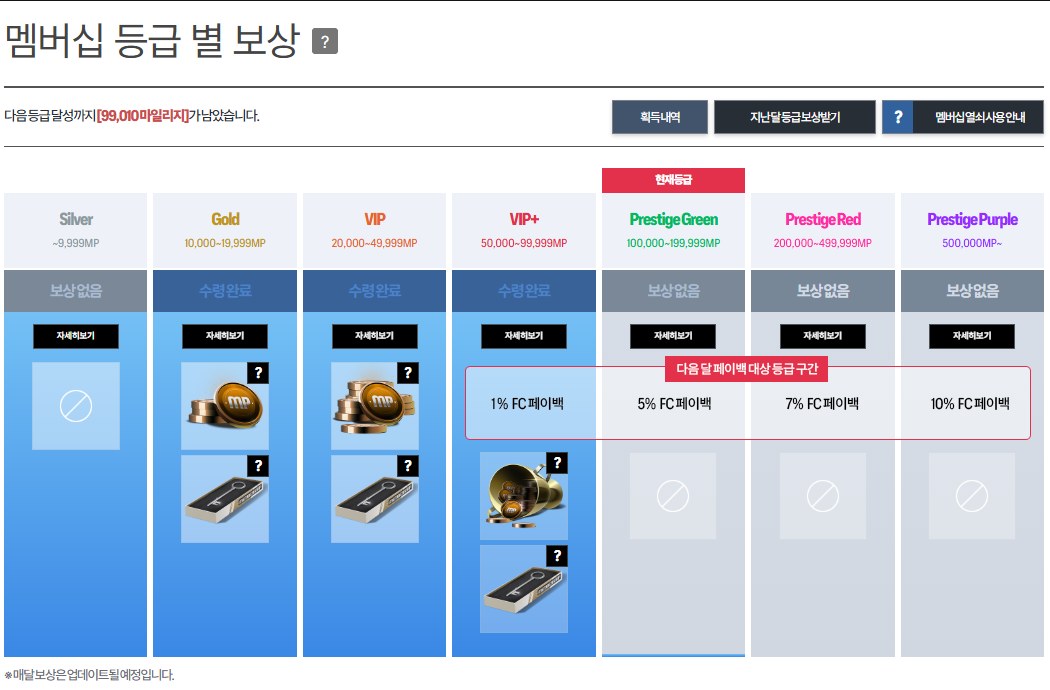 멤버십 등급 별 보상 ?
다음 등급 달성까지 [99,010 마일리지]가 남았습니다.
획득내역
지난달 등급보상받기
? 멤버십 열쇠 사용 안내
현재등급
Silver
~9,999MP
Gold
10,000~19,999MP
VIP
20,000~49,999MP
VIP+
50,000~99,999MP
Prestige Green
100,000~199,999MP
Prestige Red
200,000~499,999MP
Prestige Purple
500,000MP~
보상 없음
수령 완료
수령 완료
수령 완료
보상 없음
보상 없음
보상 없음
자세히보기
자세히보기
자세히보기
자세히보기
자세히보기
자세히보기
자세히보기
다음 달 페이백 대상 등급 구간
1% FC 페이백
5% FC 페이백
7% FC 페이백
10% FC 페이백
?
MP
?
MP
?
?
?
MP
?
※ 매달 보상은 업데이트 될 예정입니다.